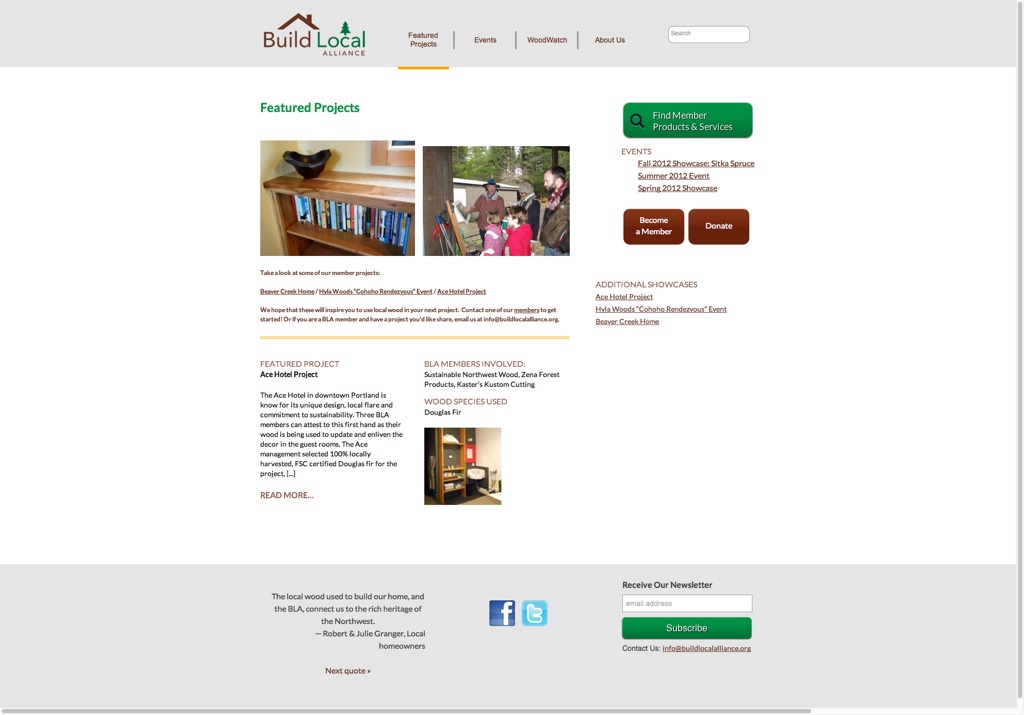 Build Local
ALLIANCE
Featured
Projects
Events
WoodWatch
About Us
Search
Featured Projects
Take a look at some of our member projects:
Beaver Creek Home / Hyla Woods "Cohoho Rendezvous" Event / Ace Hotel Project
We hope that these will inspire you to use local wood in your next project.  Contact one of our members to get
started! Or if you are a BLA member and have a project you'd like share, email us at info@buildlocalalliance.org.
FEATURED PROJECT
Ace Hotel Project
The Ace Hotel in downtown Portland is
know for its unique design, local flare and
commitment to sustainability. Three BLA
members can attest to this first hand as their
wood is being used to update and enliven the
decor in the guest rooms. The Ace
management selected 100% locally
harvested, FSC certified Douglas fir for the
project, [...]
READ MORE...
BLA MEMBERS INVOLVED:
Sustainable Northwest Wood, Zena Forest
Products, Kaster's Kustom Cutting
WOOD SPECIES USED
Douglas Fir
Find Member
Products & Services
EVENTS
Fall 2012 Showcase: Sitka Spruce
Summer 2012 Event
Spring 2012 Showcase
Become
a Member
Donate
ADDITIONAL SHOWCASES
Ace Hotel Project
Hyla Woods "Cohoho Rendezvous" Event
Beaver Creek Home
The local wood used to build our home, and
the BLA, connect us to the rich heritage of
the Northwest.
— Robert & Julie Granger, Local
homeowners
Next quote »
Receive Our Newsletter
email address
Subscribe
Contact Us: info@buildlocalalliance.org